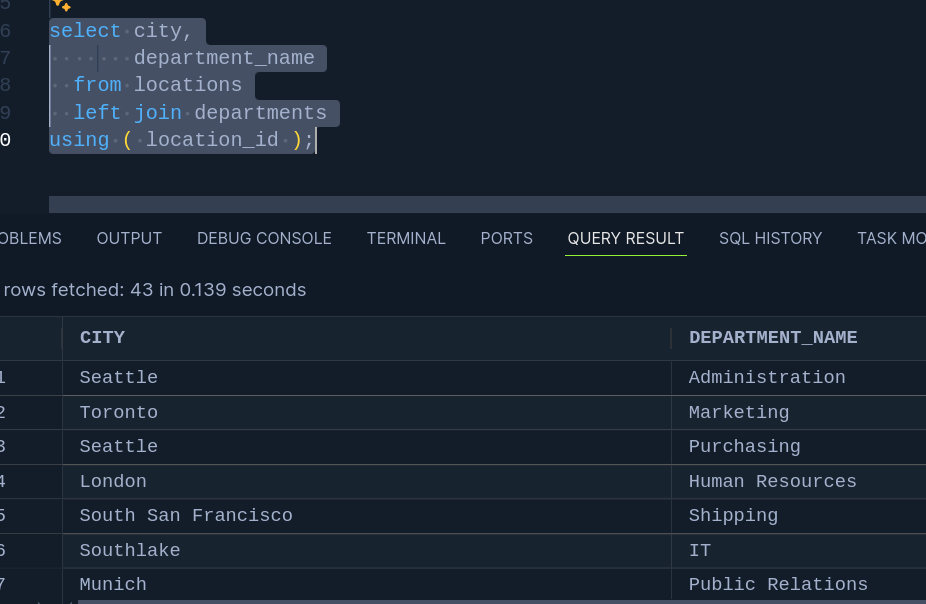 5
6 select city,
7 department_name
8 from locations
9 left join departments
0 using ( location_id );
OBLEMS OUTPUT DEBUG CONSOLE TERMINAL PORTS QUERY RESULT SQL HISTORY TASK MO
rows fetched: 43 in 0.139 seconds
CITY DEPARTMENT_NAME
1 Seattle Administration
2 Toronto Marketing
3 Seattle Purchasing
4 London Human Resources
5 South San Francisco Shipping
6 Southlake IT
7 Munich Public Relations